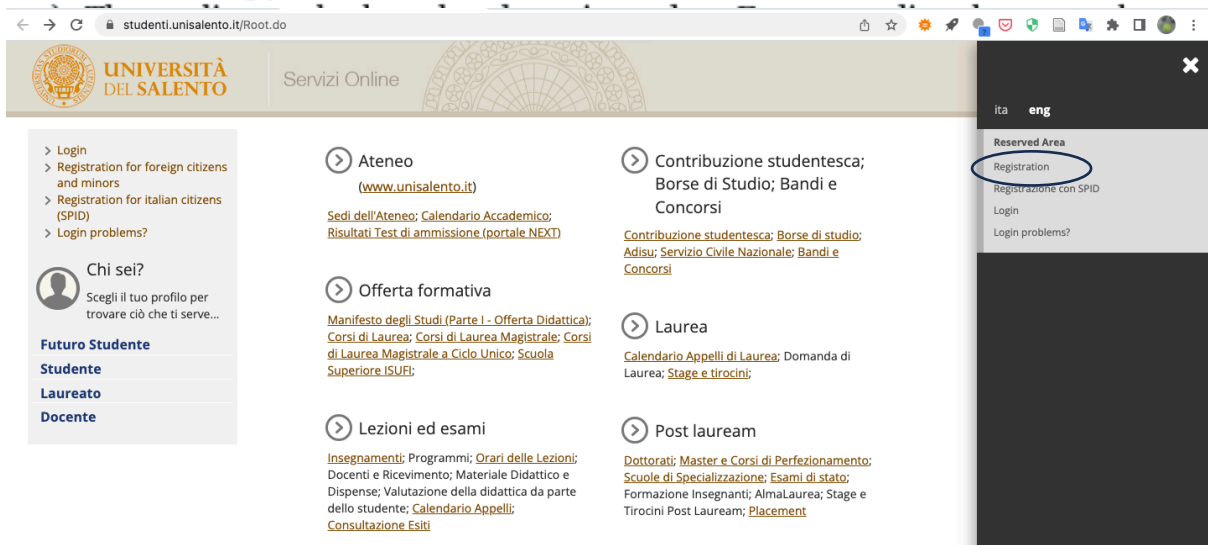 studenti.unisalento.it/Root.do
?
UNIVERSITÀ
DEL SALENTO
Servizi Online
ita eng
Reserved Area
Registration
Registrazione con SPID
Login
Login problems?
Login
Registration for foreign citizens
and minors
Registration for italian citizens
(SPID)
Login problems?
Chi sei?
Scegli il tuo profilo per
trovare ciò che ti serve...
Futuro Studente
Studente
Laureato
Docente
Ateneo
(www.unisalento.it)
Sedi dell'Ateneo; Calendario Accademico;
Risultati Test di ammissione (portale NEXT)
Offerta formativa
Manifesto degli Studi (Parte I - Offerta Didattica);
Corsi di Laurea; Corsi di Laurea Magistrale; Corsi
di Laurea Magistrale a Ciclo Unico; Scuola
Superiore ISUFI;
Lezioni ed esami
Insegnamenti; Programmi; Orari delle Lezioni;
Docenti e Ricevimento; Materiale Didattico e
Dispense; Valutazione della didattica da parte
dello studente; Calendario Appelli;
Consultazione Esiti
Contribuzione studentesca;
Borse di Studio; Bandi e
Concorsi
Contribuzione studentesca; Borse di studio;
Adisu; Servizio Civile Nazionale; Bandi e
Concorsi
Laurea
Calendario Appelli di Laurea; Domanda di
Laurea; Stage e tirocini;
Post lauream
Dottorati; Master e Corsi di Perfezionamento;
Scuole di Specializzazione; Esami di stato;
Formazione Insegnanti; AlmaLaurea; Stage e
Tirocini Post Lauream; Placement